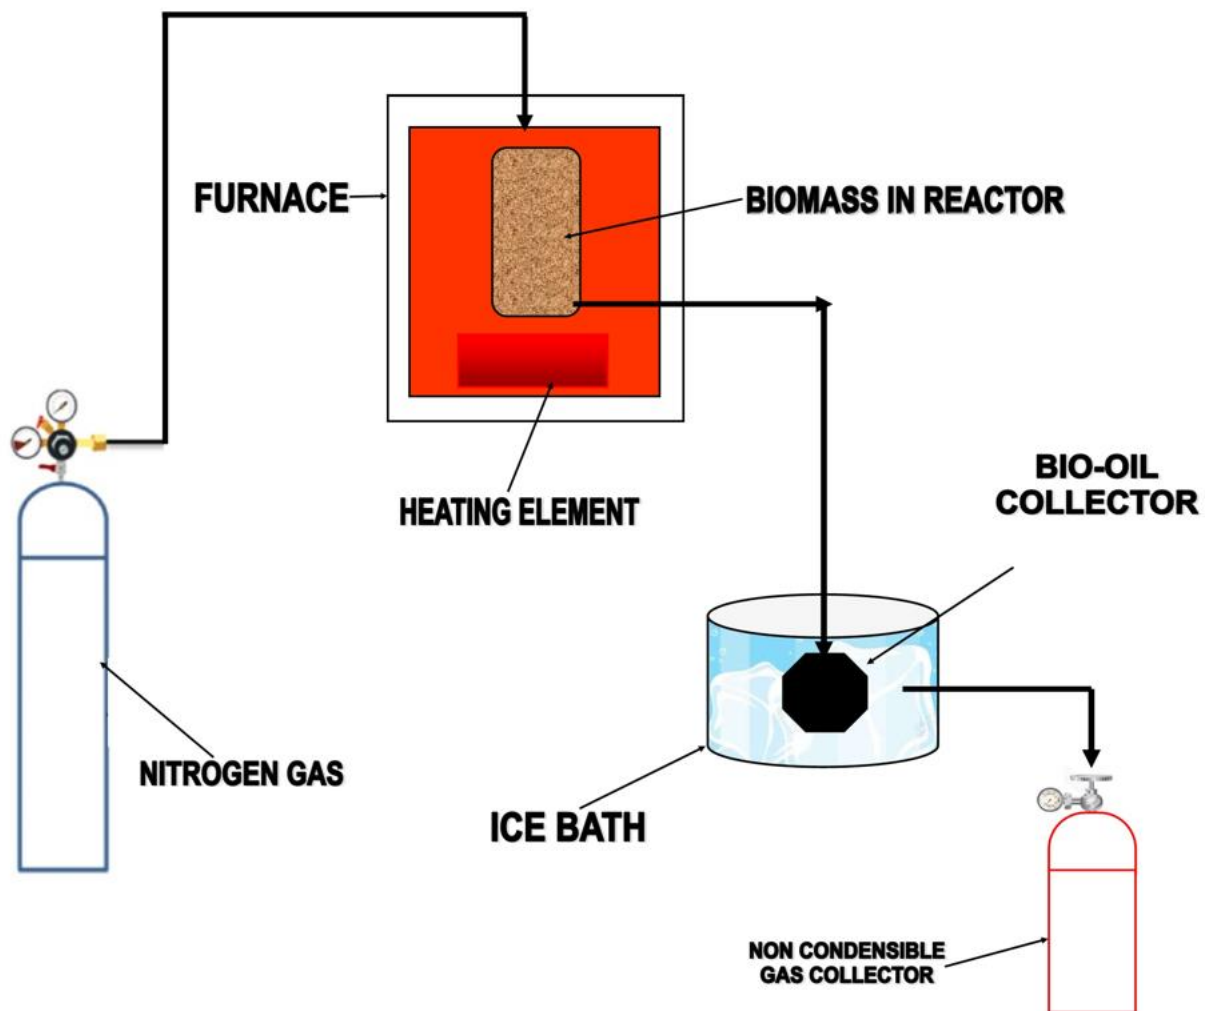 FURNACE
BIOMASS IN REACTOR
HEATING ELEMENT
BIO-OIL
COLLECTOR
NITROGEN GAS
ICE BATH
NON CONDENSIBLE
GAS COLLECTOR